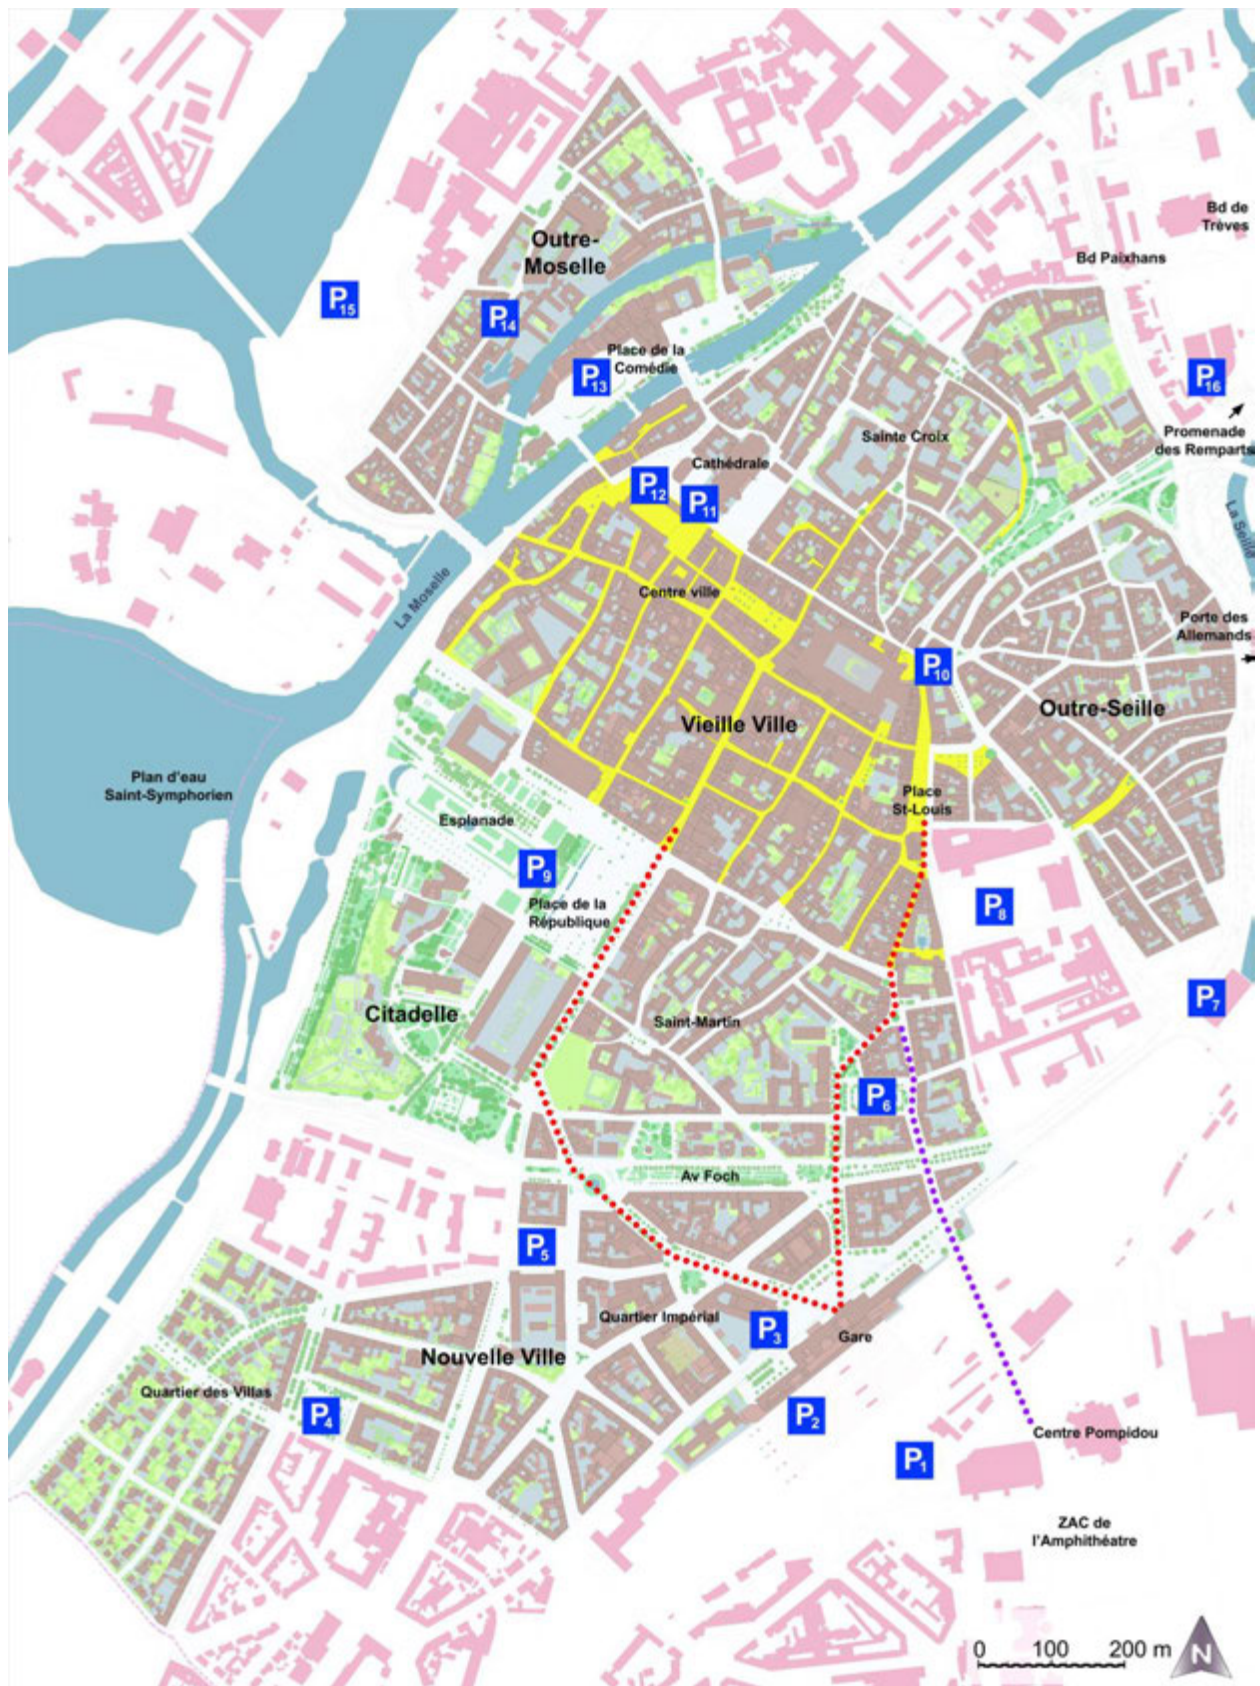 Outre-
Moselle
Bd de
Trèves
Bd Paixhans
P15
P14
Place de la
Comédie
P13
P16
Promenade
des Remparts
Sainte Croix
Cathédrale
P12
P11
La Seille
La Moselle
Centre ville
Porte des
Allemands
P10
Outre-Seille
Vieille Ville
Plan d'eau
Saint-Symphorien
Place
St-Louis
Esplanade
P9
Place de la
République
P8
P7
Citadelle
Saint-Martin
P6
Av Foch
P5
Quartier Impérial
P3
Gare
Nouvelle Ville
Quartier des Villas
P4
P2
Centre Pompidou
P1
ZAC de
l'Amphithéatre
0 100 200 m
N